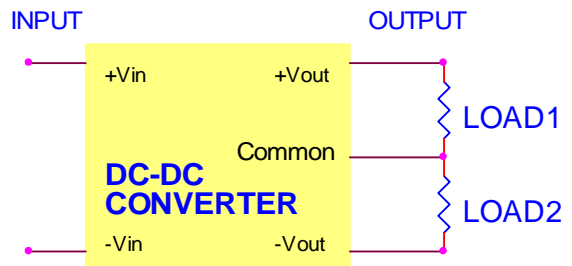 INPUT
OUTPUT
+Vin
+Vout
LOAD1
Common
DC-DC
CONVERTER
LOAD2
-Vin
-Vout